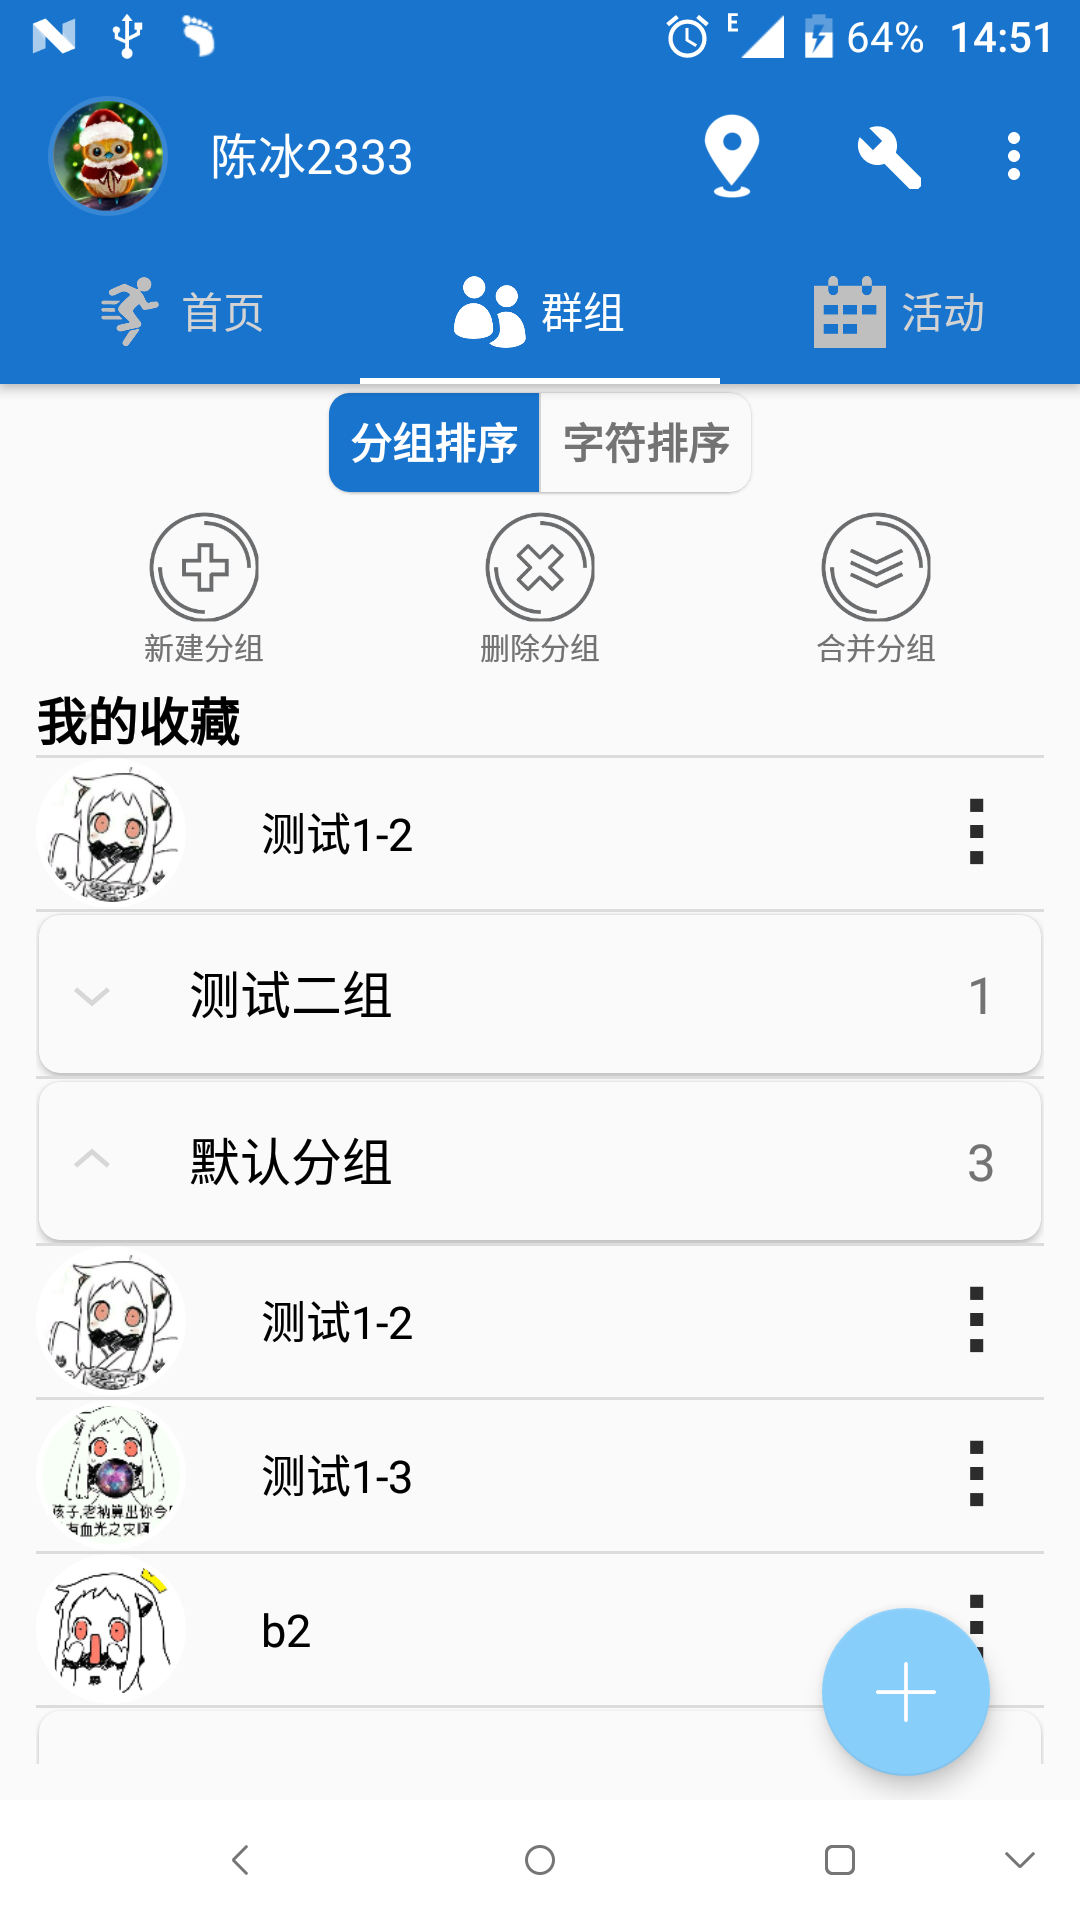 E 64% 14:51
陈冰2333
首页 群组 活动
分组排序 字符排序
新建分组 删除分组 合并分组
我的收藏
测试1-2
测试二组 1
默认分组 3
测试1-2
测试1-3
孩子,老衲算出你今
有血光之灾啊
b2